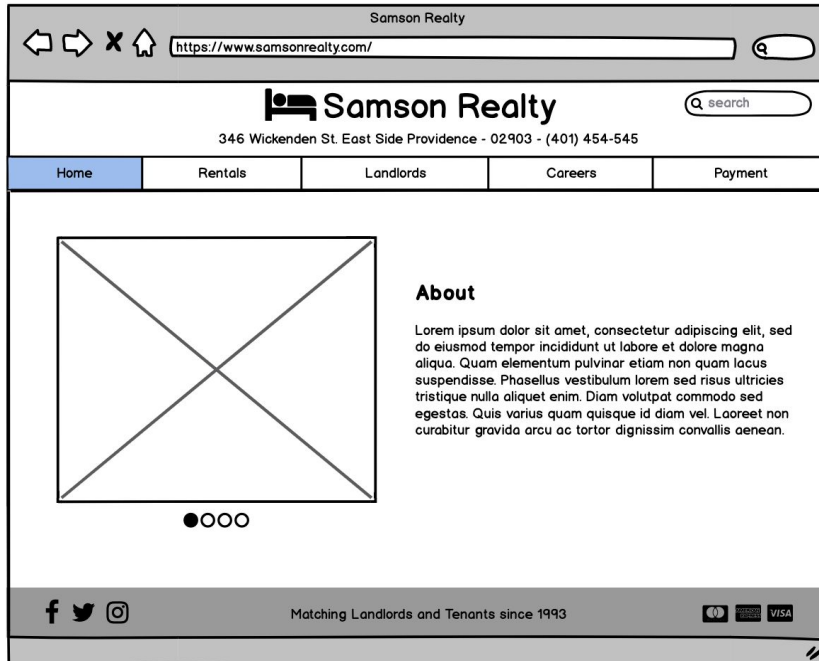 Samson Realty
https://www.samsonrealty.com/
Samson Realty
search
346 Wickenden St. East Side Providence - 02903 - (401) 454-545
Home Rentals Landlords Careers Payment
About
Lorem ipsum dolor sit amet, consectetur adipiscing elit, sed
do eiusmod tempor incididunt ut labore et dolore magna
aliqua. Quam elementum pulvinar etiam non quam lacus
suspendisse. Phasellus vestibulum lorem sed risus ultricies
tristique nulla aliquet enim. Diam volutpat commodo sed
egestas. Quis varius quam quisque id diam vel. Laoreet non
curabitur gravida arcu ac tortor dignissim convallis aenean.
Matching Landlords and Tenants since 1993
VISA